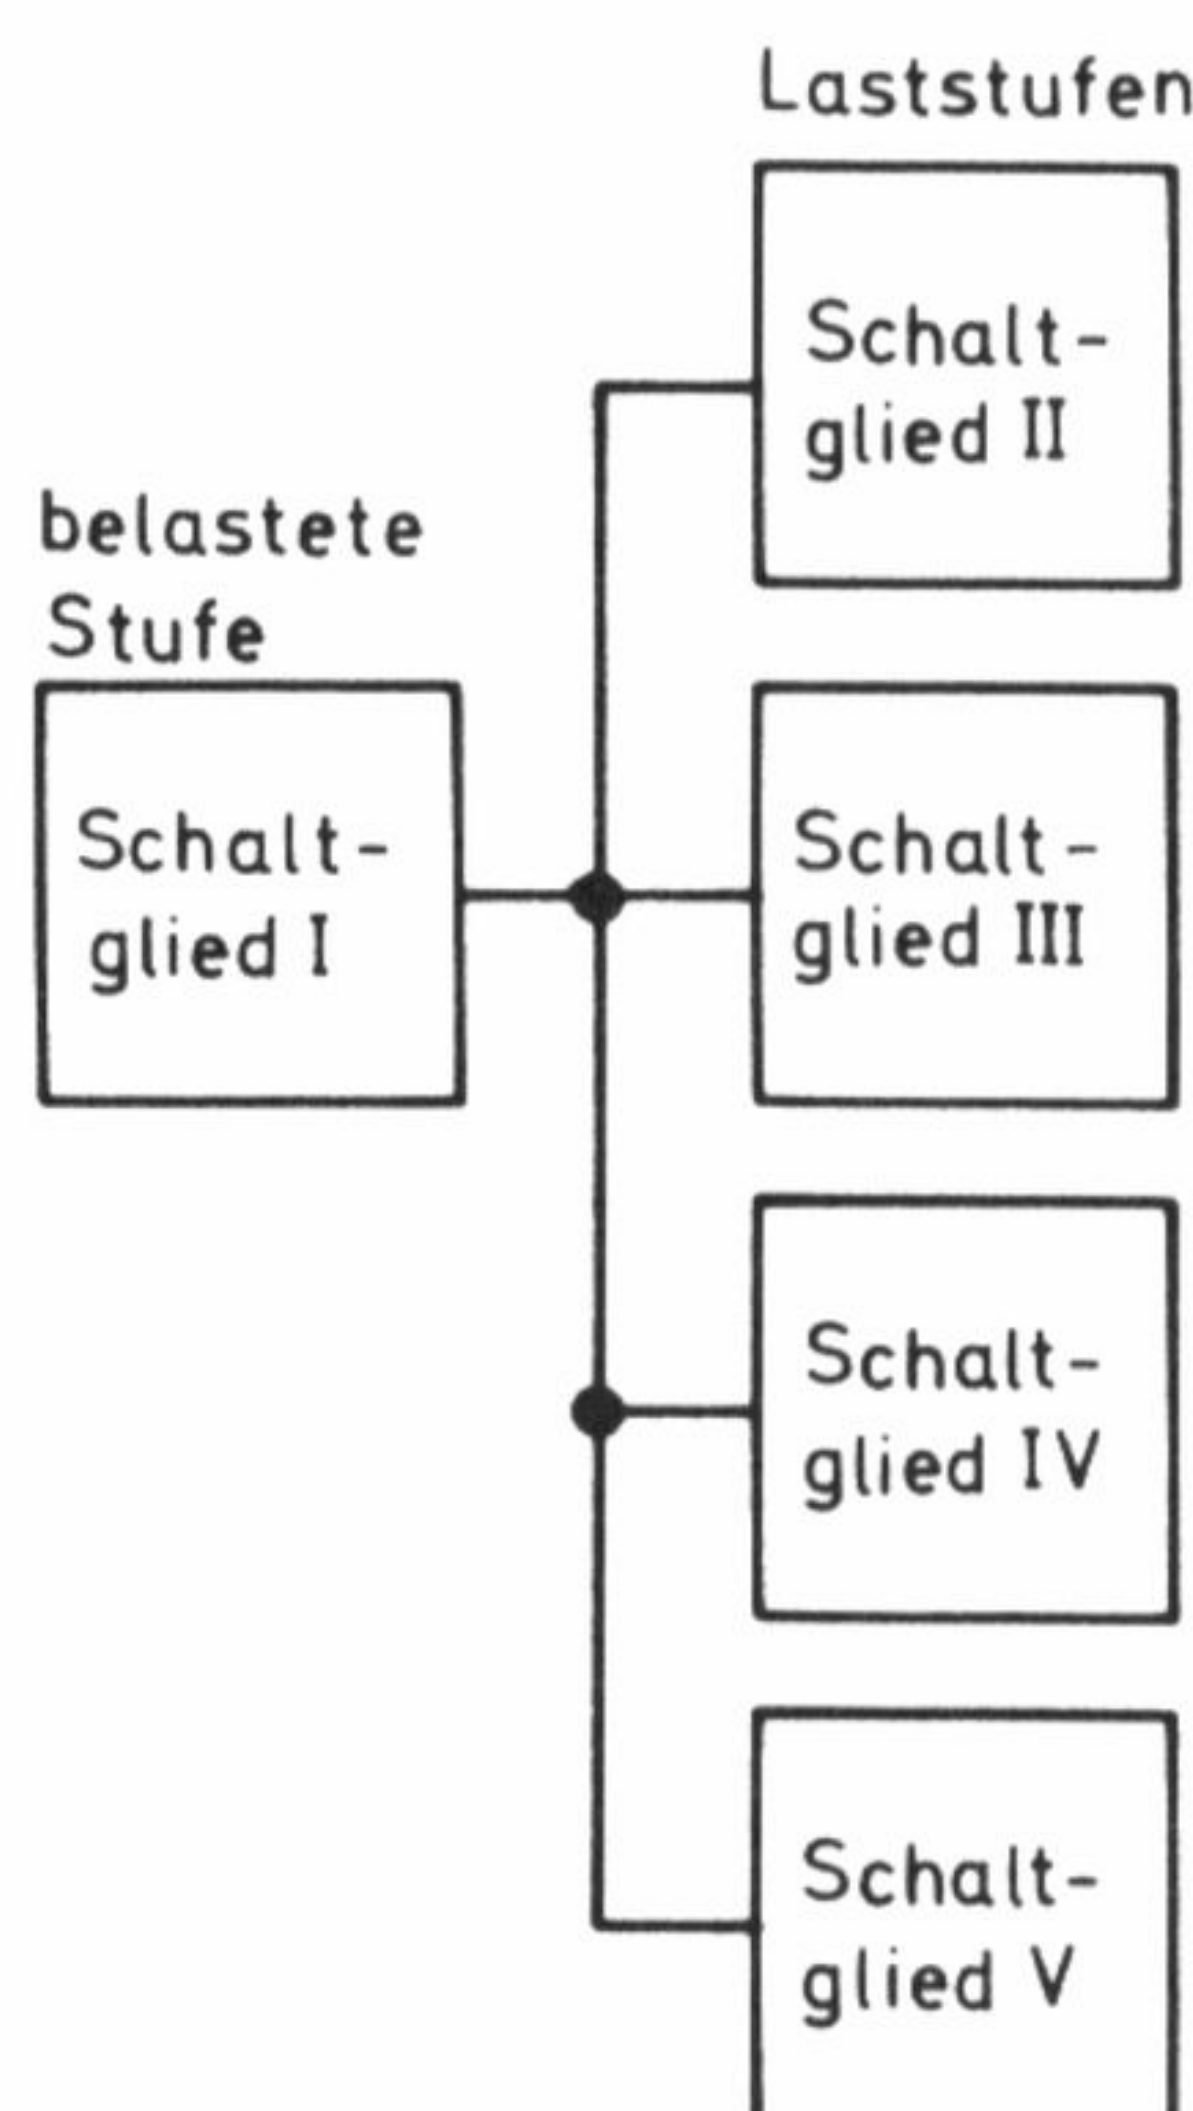 Laststufen
Schalt-
glied II
belastete
Stufe
Schalt-
glied I
Schalt-
glied III
Schalt-
glied IV
Schalt-
glied V